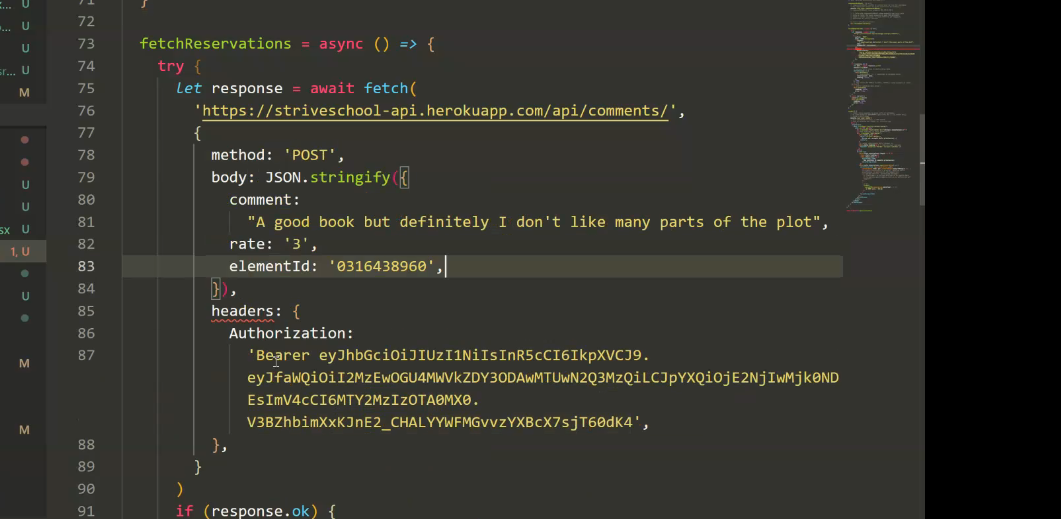 71 }
72
73 fetchReservations = async () => {
74 try {
75 let response = await fetch(
76 'https://striveschool-api.herokuapp.com/api/comments/',
77 {
78 method: 'POST',
79 body: JSON.stringify({
80 comment:
81 "A good book but definitely I don't like many parts of the plot",
82 rate: '3',
83 elementId: '0316438960',
84 }),
85 headers: {
86 Authorization:
87 'Bearer eyJhbGciOiJIUzI1NiIsInR5cCI6IkpXVCJ9.
eyJfaWQiOiI2MzEwOGU4MWVkZDY3ODAwMTUwN2Q3MzQiLCJpYXQiOjE2NjIwMjk0ND
EsImV4cCI6MTY2MzIzOTA0MX0.
V3BZhbimXxKJnE2_CHALYYWFMGvvzYXBcX7sjT60dK4',
88 },
89 }
90 )
91 if (response.ok) {
U
U
U
U
M
U
U
U
1, U
U
M
M